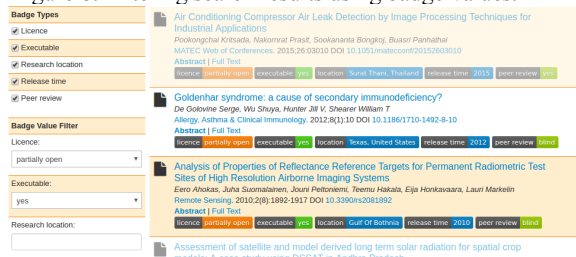 Badge Types
Licence
Executable
Research location
Release time
Peer review
Badge Value Filter
Licence:
partially open
Executable:
yes
Research location:
Air Conditioning Compressor Air Leak Detection by Image Processing Techniques for
Industrial Applications
Pookongchai Kritsada, Nakornrat Prasit, Sookananta Bongkoj, Buasri Panhathai
MATEC Web of Conferences. 2015;26:03010 DOI 10.1051/matecconf/20152603010
Abstract | Full Text
licence partially open executable yes location Surat Thani, Thailand release time 2015 peer review yes
Goldenhar syndrome: a cause of secondary immunodeficiency?
De Golovine Serge, Wu Shuya, Hunter Jill V, Shearer William T
Allergy, Asthma & Clinical Immunology. 2012;8(1):10 DOI 10.1186/1710-1492-8-10
Abstract | Full Text
licence partially open executable yes location Texas, United States release time 2012 peer review blind
Analysis of Properties of Reflectance Reference Targets for Permanent Radiometric Test
Sites of High Resolution Airborne Imaging Systems
Eero Ahokas, Juha Suomalainen, Jouni Peltoniemi, Teemu Hakala, Eija Honkavaara, Lauri Markelin
Remote Sensing. 2010;2(8):1892-1917 DOI 10.3390/rs2081892
Abstract | Full Text
licence partially open executable yes location Gulf Of Bothnia release time 2010 peer review blind
Assessment of satellite and model derived long term solar radiation for spatial crop